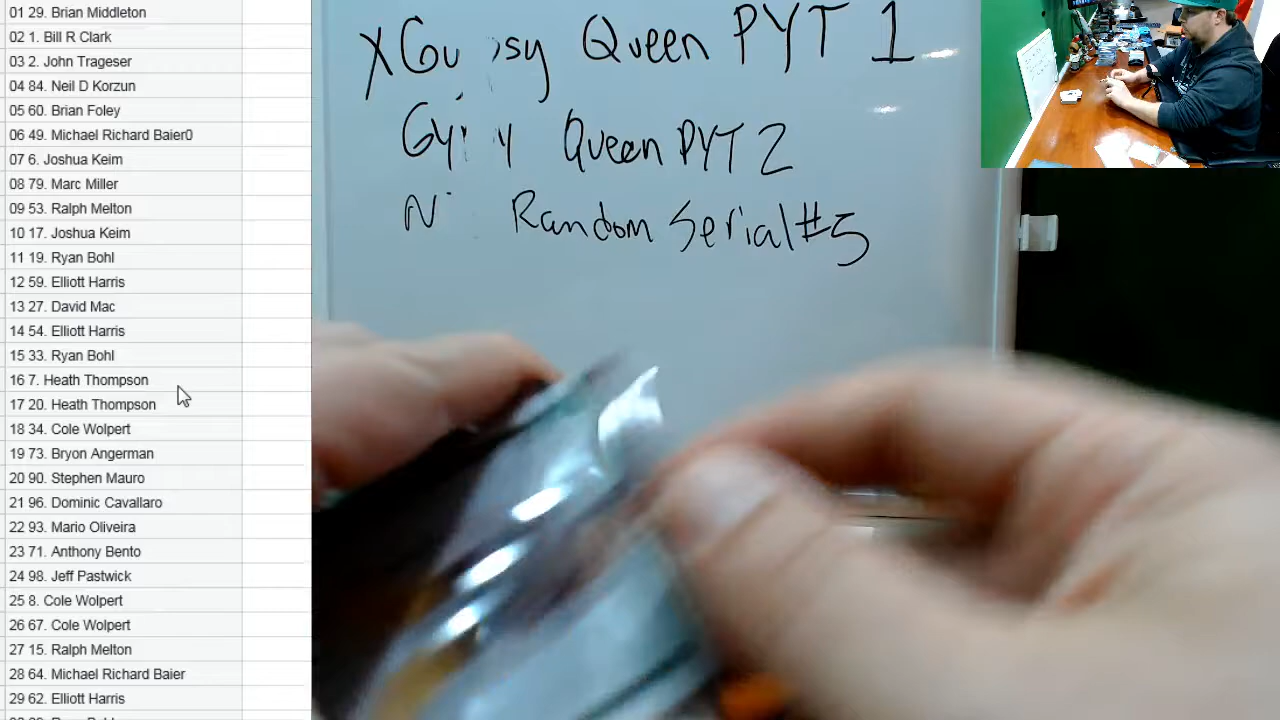 01 29. Brian Middleton
02 1. Bill R Clark
03 2. John Trageser
04 84. Neil D Korzun
05 60. Brian Foley
06 49. Michael Richard Baier0
07 6. Joshua Keim
08 79. Marc Miller
09 53. Ralph Melton
10 17. Joshua Keim
11 19. Ryan Bohl
12 59. Elliott Harris
13 27. David Mac
14 54. Elliott Harris
15 33. Ryan Bohl
16 7. Heath Thompson
17 20. Heath Thompson
18 34. Cole Wolpert
19 73. Bryon Angerman
20 90. Stephen Mauro
21 96. Dominic Cavallaro
22 93. Mario Oliveira
23 71. Anthony Bento
24 98. Jeff Pastwick
25 8. Cole Wolpert
26 67. Cole Wolpert
27 15. Ralph Melton
28 64. Michael Richard Baier
29 62. Elliott Harris
Queen PYT 1
Queen PYT 2
Random Serial #5